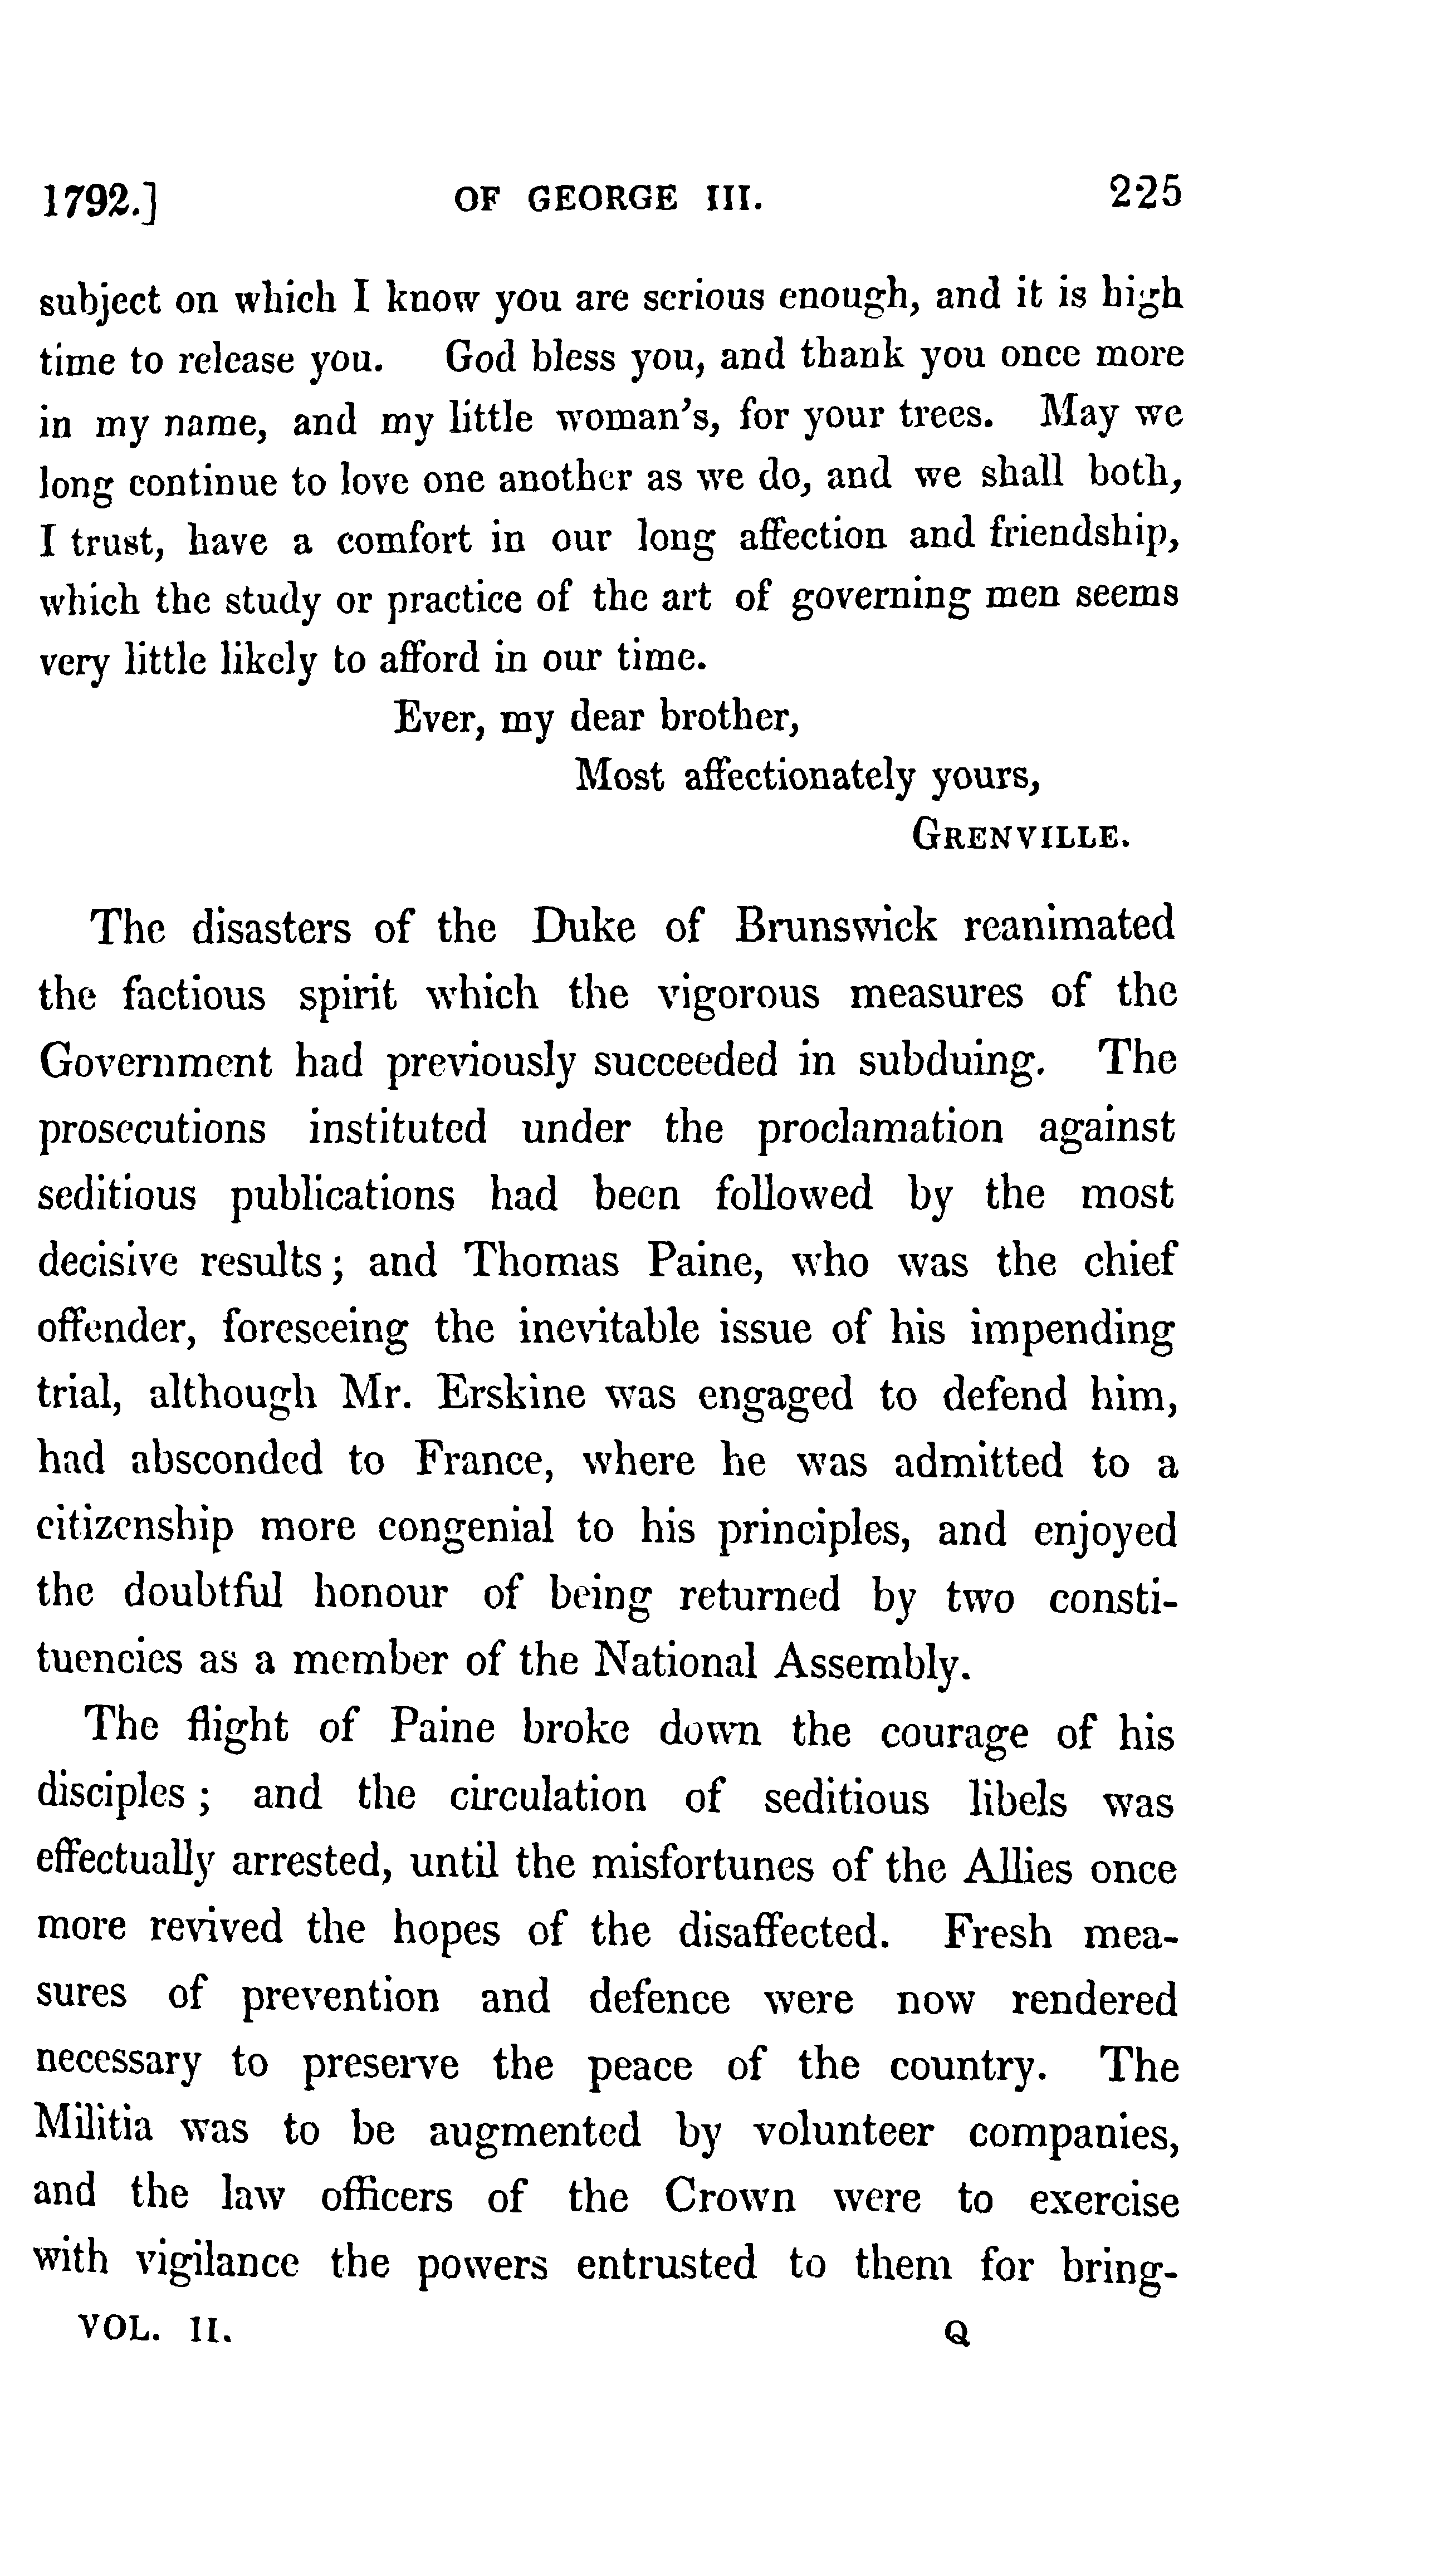 1792.] OF GEORGE III. 225
subject on which I know you are serious enough, and it is high
time to release you. God bless you, and thank you once more
in my name, and my little woman's, for your trees. May we
long continue to love one another as we do, and we shall both,
I trust, have a comfort in our long affection and friendship,
which the study or practice of the art of governing men seems
very little likely to afford in our time.
Ever, my dear brother,
Most affectionately yours,
GRENVILLE.
The disasters of the Duke of Brunswick reanimated
the factious spirit which the vigorous measures of the
Government had previously succeeded in subduing. The
prosecutions instituted under the proclamation against
seditious publications had been followed by the most
decisive results; and Thomas Paine, who was the chief
offender, foreseeing the inevitable issue of his impending
trial, although Mr. Erskine was engaged to defend him,
had absconded to France, where he was admitted to a
citizenship more congenial to his principles, and enjoyed
the doubtful honour of being returned by two consti-
tuencies as a member of the National Assembly.
The flight of Paine broke down the courage of his
disciples; and the circulation of seditious libels was
effectually arrested, until the misfortunes of the Allies once
more revived the hopes of the disaffected. Fresh mea-
sures of prevention and defence were now rendered
necessary to preserve the peace of the country. The
Militia was to be augmented by volunteer companies,
and the law officers of the Crown were to exercise
with vigilance the powers entrusted to them for bring-
VOL. II. Q